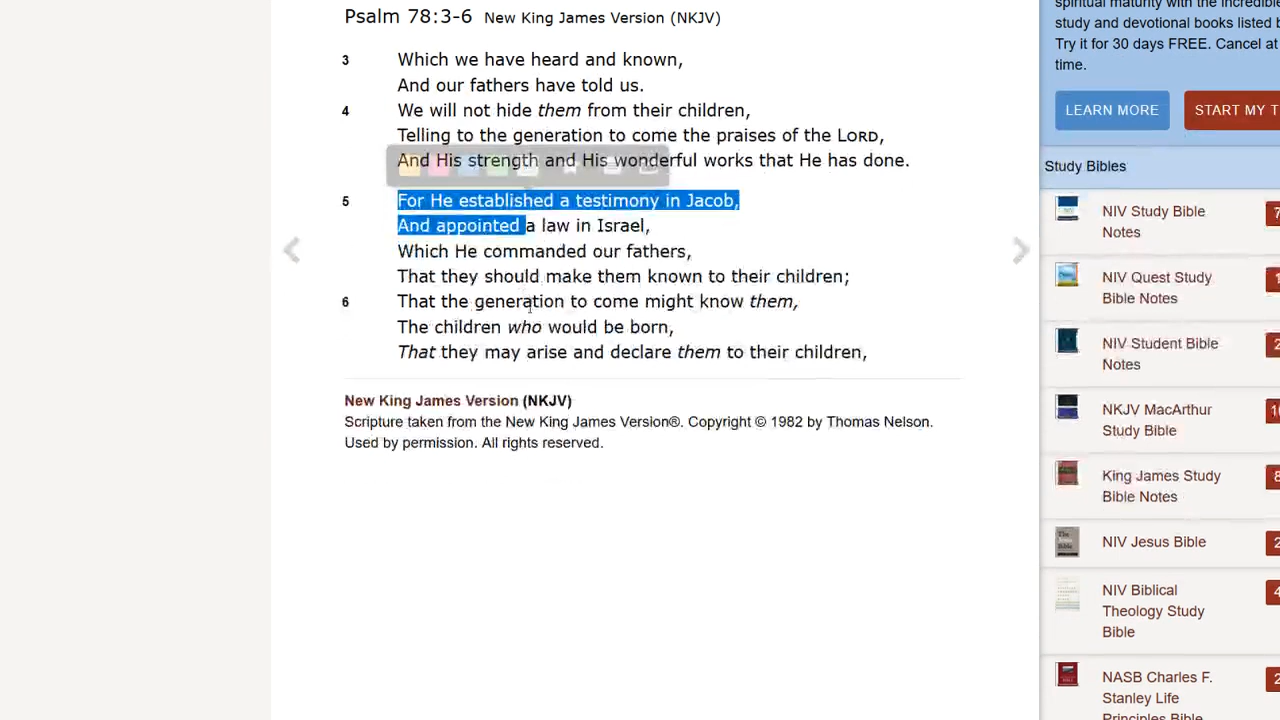 Psalm 78:3-6 New King James Version (NKJV)
3 Which we have heard and known,
And our fathers have told us.
4 We will not hide them from their children,
Telling to the generation to come the praises of the LORD,
And His strength and His wonderful works that He has done.
5 For He established a testimony in Jacob,
And appointed a law in Israel,
Which He commanded our fathers,
That they should make them known to their children;
6 That the generation to come might know them,
The children who would be born,
That they may arise and declare them to their children,
New King James Version (NKJV)
Scripture taken from the New King James Version®. Copyright © 1982 by Thomas Nelson.
Used by permission. All rights reserved.
spiritual maturity with the incredible
study and devotional books listed b
Try it for 30 days FREE. Cancel at
time.
LEARN MORE
START MY T
Study Bibles
NIV Study Bible
Notes
NIV Quest Study
Bible Notes
NIV Student Bible
Notes
NKJV MacArthur
Study Bible
King James Study
Bible Notes
NIV Jesus Bible
NIV Biblical
Theology Study
Bible
NASB Charles F.
Stanley Life
Principles Bible